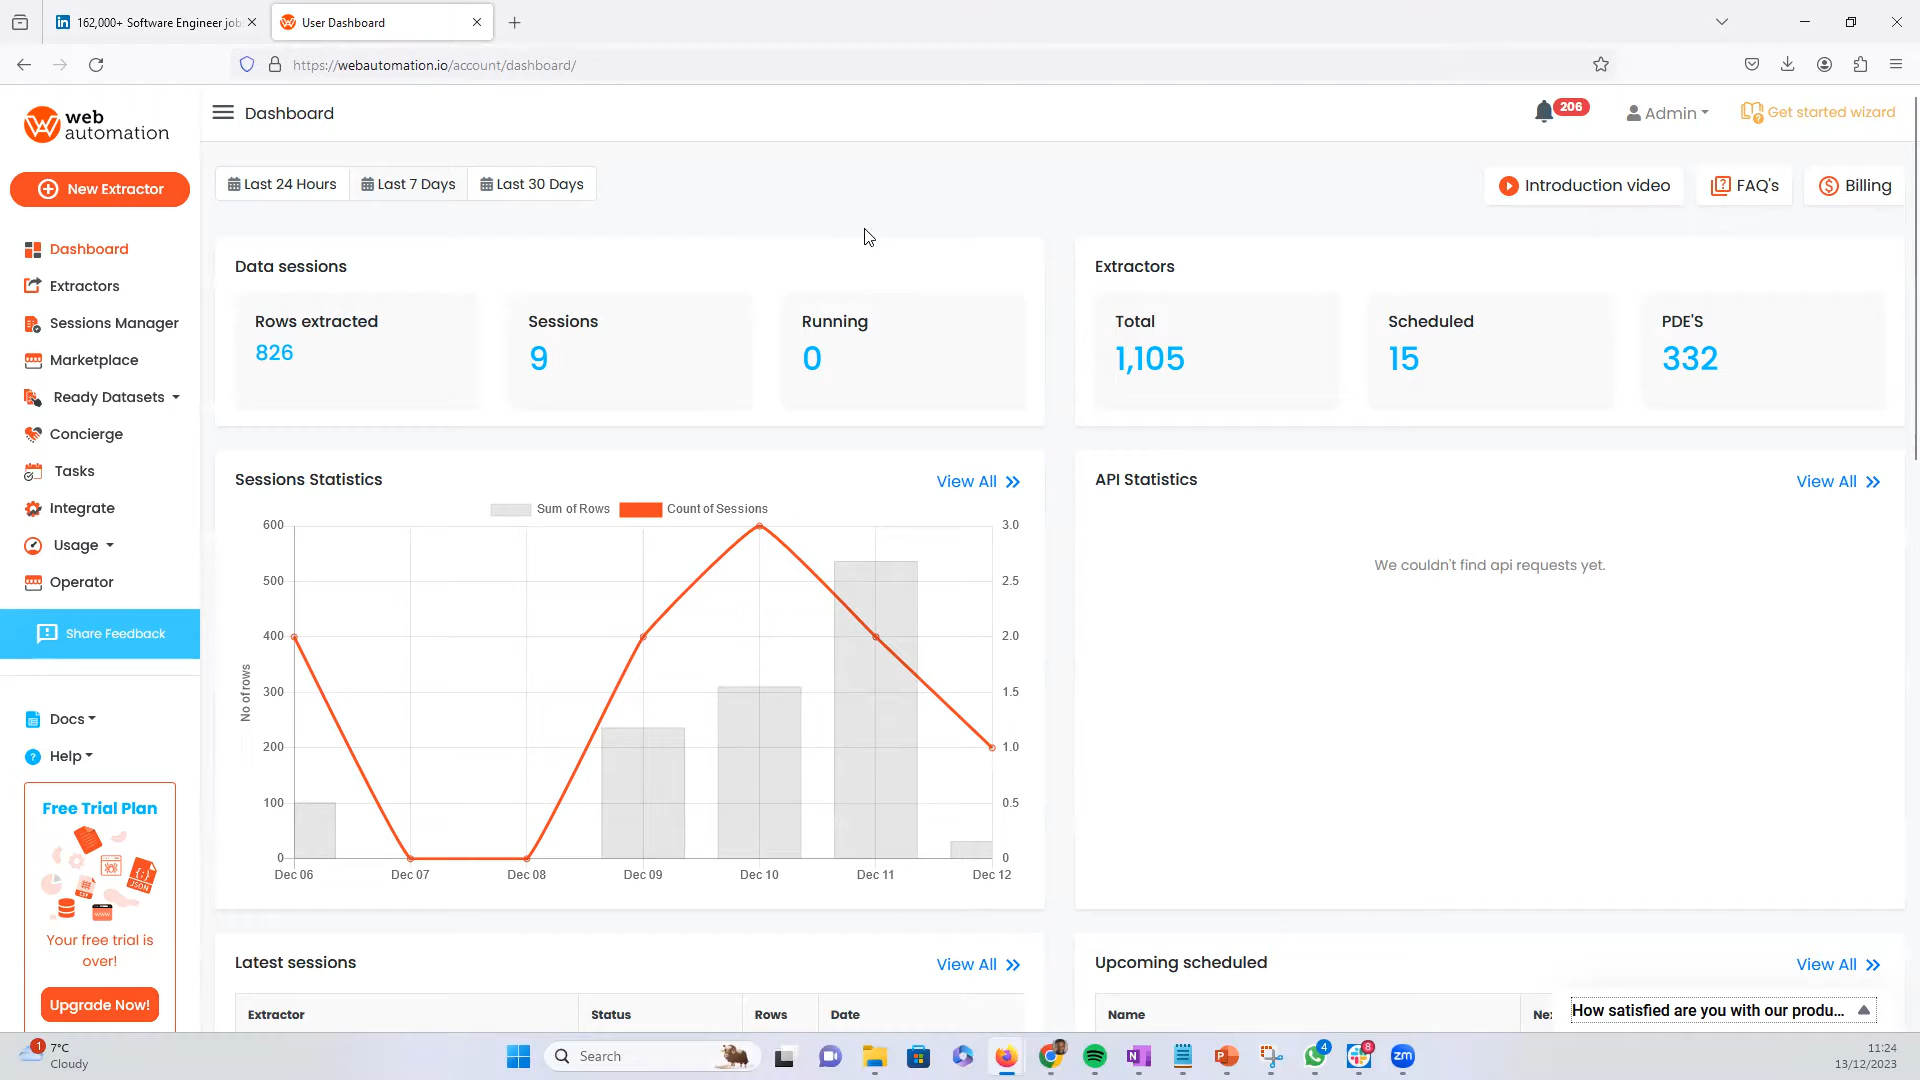 162,000+ Software Engineer job
User Dashboard
https://webautomation.io/account/dashboard/
web
automation
Dashboard
206
Admin
Get started wizard
New Extractor
Last 24 Hours
Last 7 Days
Last 30 Days
Introduction video
FAQ's
Billing
Dashboard
Extractors
Sessions Manager
Marketplace
Ready Datasets
Concierge
Tasks
Integrate
Usage
Operator
Share Feedback
Docs
Help
Free Trial Plan
JSON
Your free trial is
over!
Upgrade Now!
Data sessions
Rows extracted
826
Sessions
9
Running
0
Extractors
Total
1,105
Scheduled
15
PDE'S
332
Sessions Statistics
View All
Sum of Rows
Count of Sessions
600
500
400
300
200
100
0
No of rows
3.0
2.5
2.0
1.5
1.0
0.5
0
Dec 06
Dec 07
Dec 08
Dec 09
Dec 10
Dec 11
Dec 12
API Statistics
View All
We couldn't find api requests yet.
Latest sessions
View All
Extractor
Status
Rows
Date
Upcoming scheduled
View All
Name
How satisfied are you with our produ...
1
7°C
Cloudy
Search
4
8
zm
11:24
13/12/2023